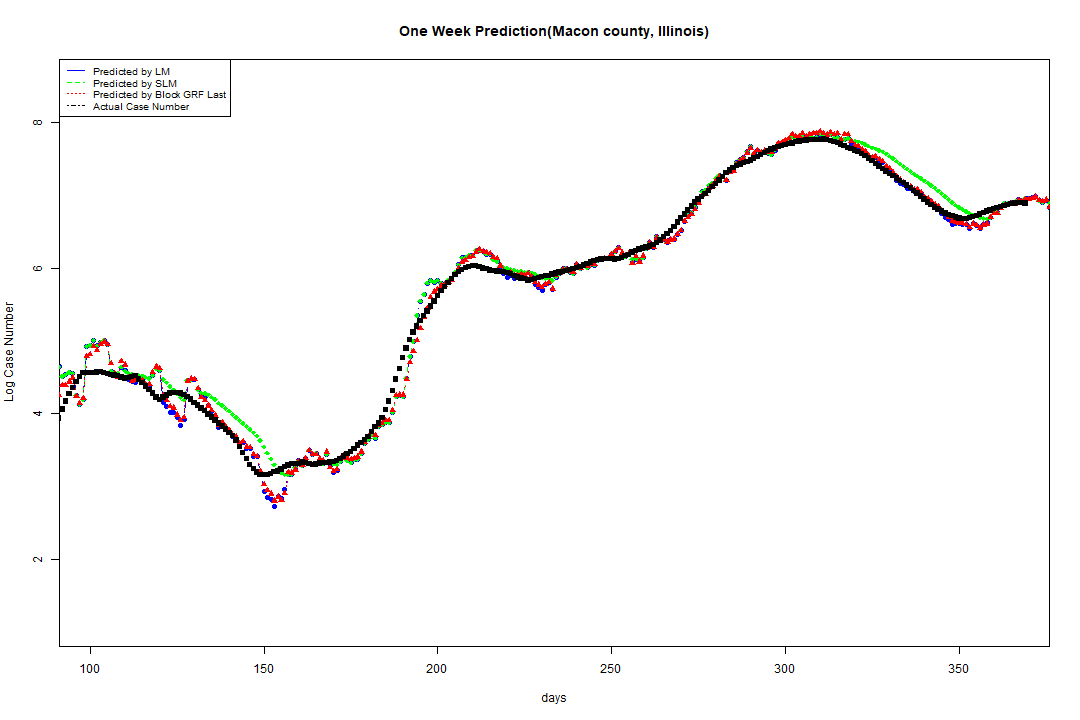 One Week Prediction(Macon county, Illinois)
Predicted by LM
Predicted by SLM
Predicted by Block GRF Last
Actual Case Number
Log Case Number
8
6
4
2
100 150 200 250 300 350
days